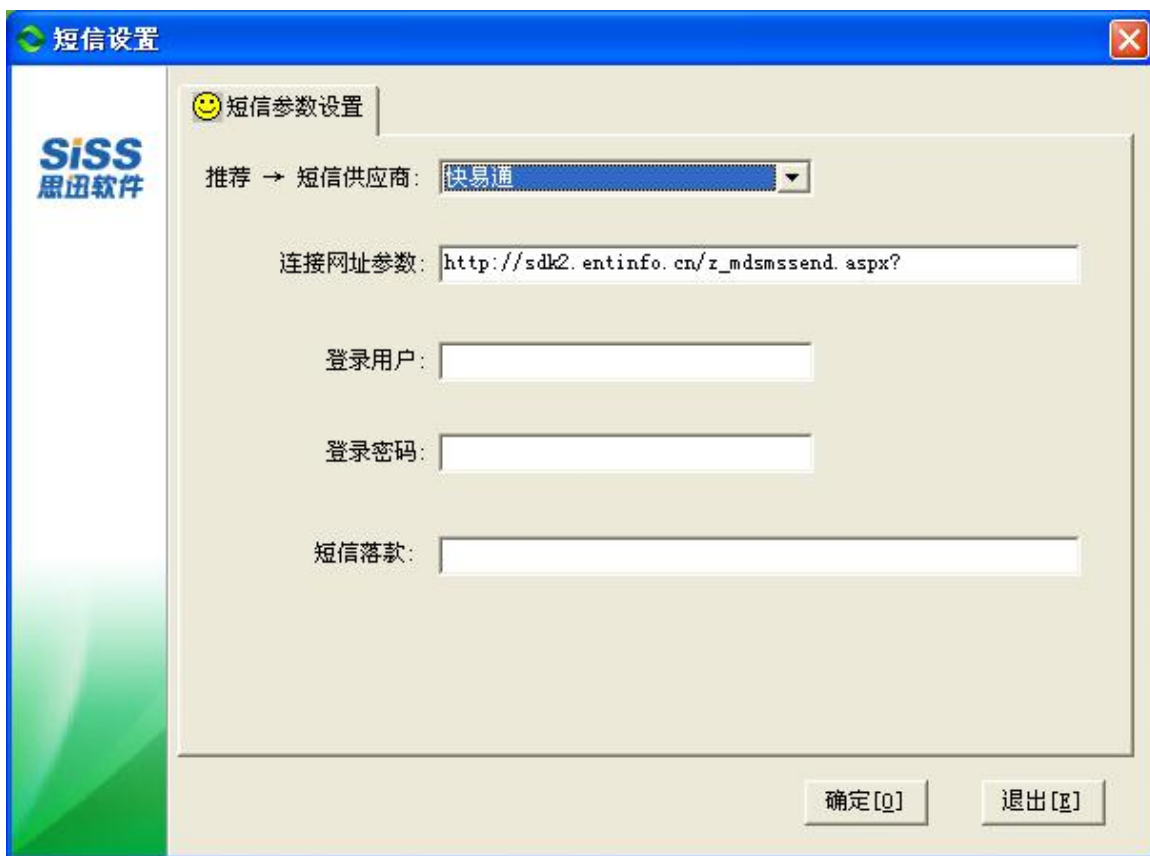 短信设置
SiSS
思迅软件
短信参数设置
推荐 → 短信供应商: 快易通
连接网址参数: http://sdk2.entinfo.cn/z_mdsmssend.aspx?
登录用户:
登录密码:
短信落款:
确定[O] 退出[E]